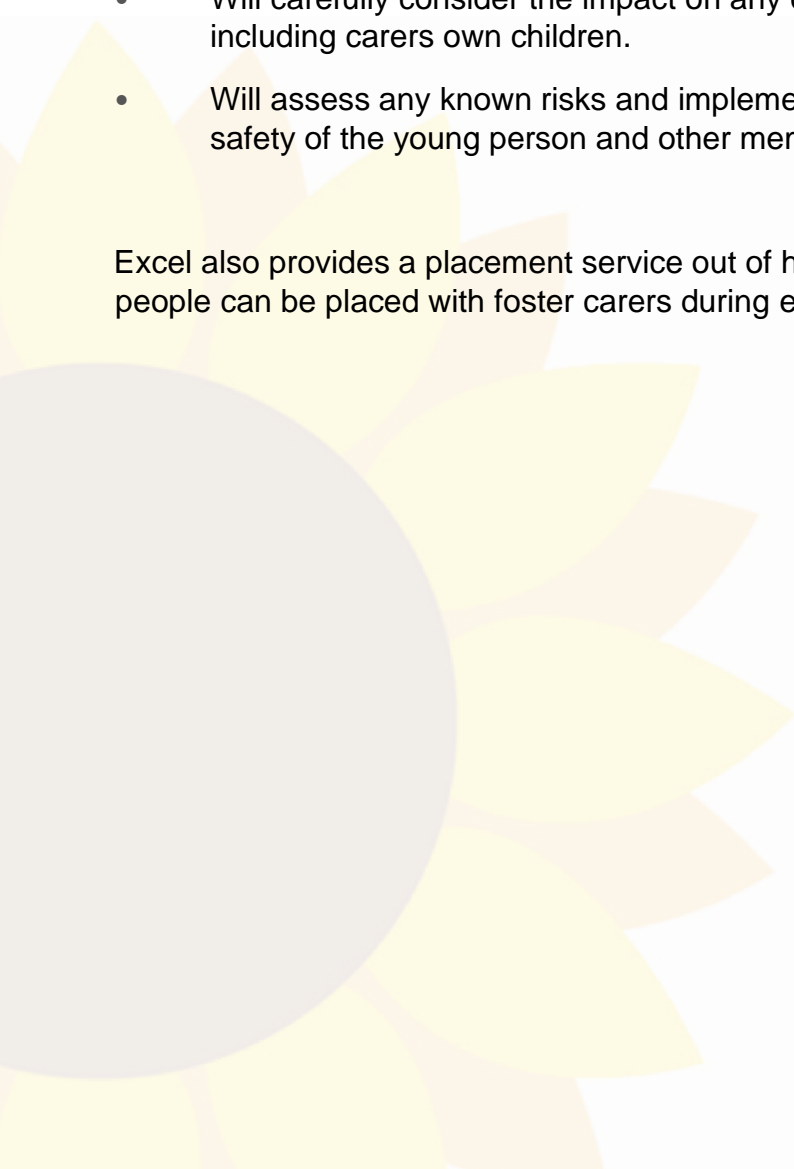 • Will carefully consider the impact on any
including carers own children.
• Will assess any known risks and impleme
safety of the young person and other mer
Excel also provides a placement service out of h
people can be placed with foster carers during e